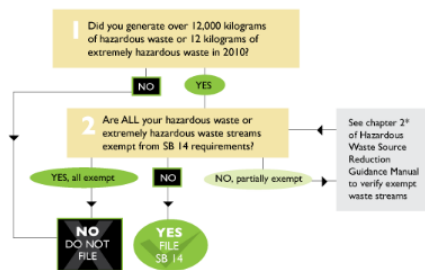 1 Did you generate over 12,000 kilograms
of hazardous waste or 12 kilograms of
extremely hazardous waste in 2010?
NO
YES
2 Are ALL your hazardous waste or
extremely hazardous waste streams
exempt from SB 14 requirements?
See chapter 2*
of Hazardous
Waste Source
Reduction
Guidance Manual
to verify exempt
waste streams
YES, all exempt
NO
NO, partially exempt
NO
DO NOT
FILE
YES
FILE
SB 14